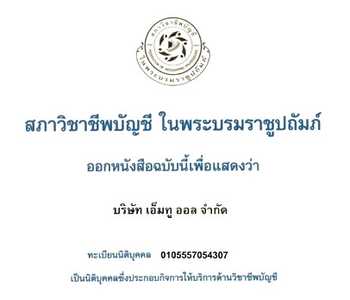 สภาวิชาชีพบัญชี ในพระบรมราชูปถัมภ์
ออกหนังสือฉบับนี้เพื่อแสดงว่า
บริษัท เอ็มทู ออล จำกัด
ทะเบียนนิติบุคคล 0105557054307
เป็นนิติบุคคลซึ่งประกอบกิจการให้บริการด้านวิชาชีพบัญชี